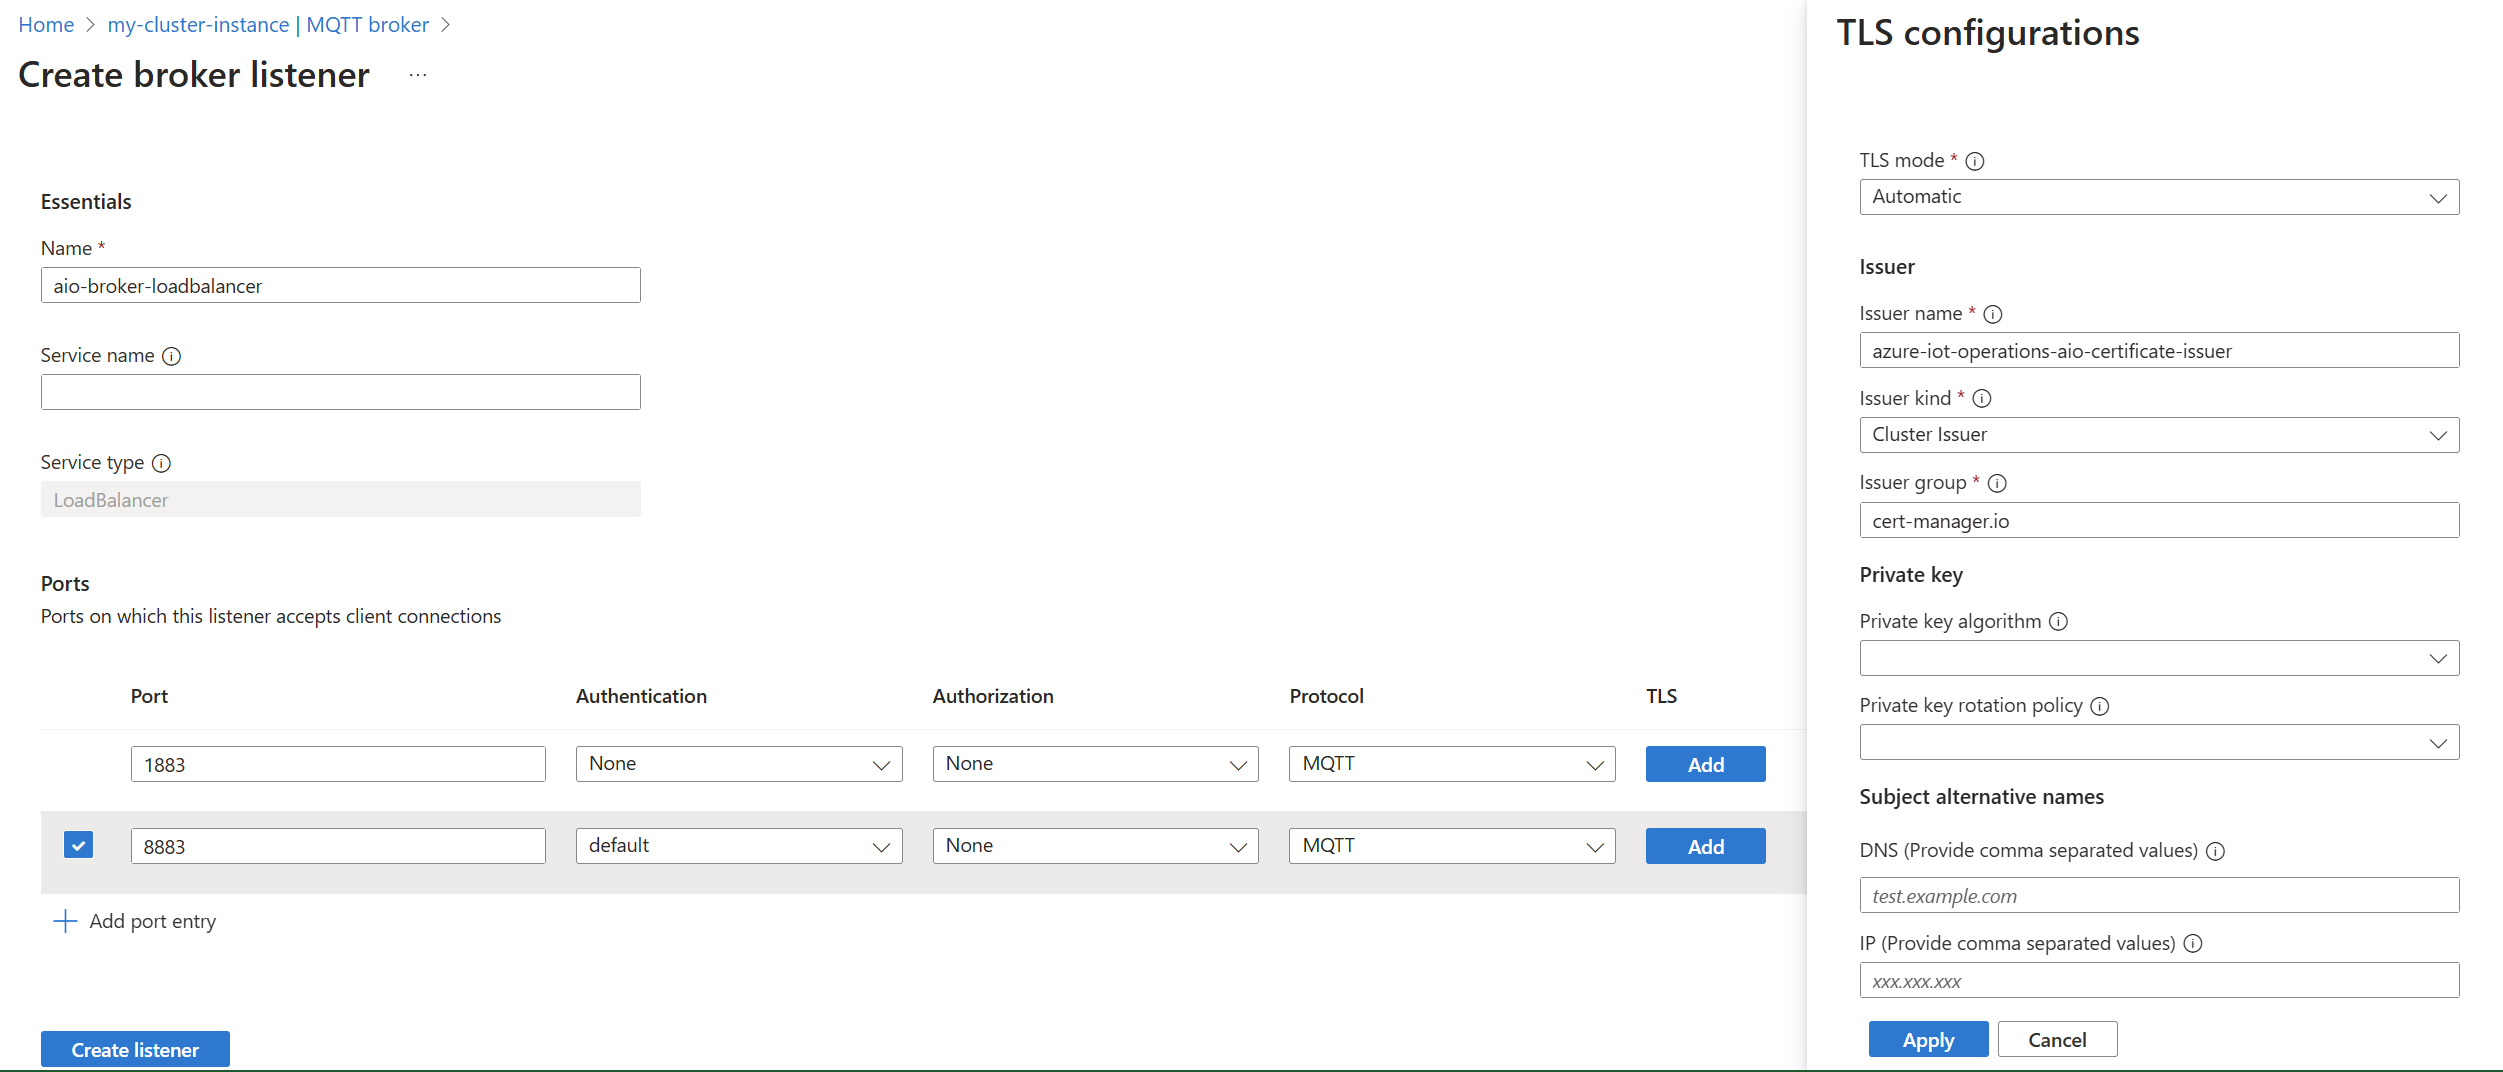 Home > my-cluster-instance | MQTT broker >
Create broker listener ...
Essentials
Name *
aio-broker-loadbalancer
Service name
Service type
LoadBalancer
Ports
Ports on which this listener accepts client connections
Port Authentication Authorization Protocol TLS
1883 None None MQTT Add
8883 default None MQTT Add
Add port entry
Create listener
TLS configurations
TLS mode *
Automatic
Issuer
Issuer name *
azure-iot-operations-aio-certificate-issuer
Issuer kind *
Cluster Issuer
Issuer group *
cert-manager.io
Private key
Private key algorithm
Private key rotation policy
Subject alternative names
DNS (Provide comma separated values)
test.example.com
IP (Provide comma separated values)
xxx.xxx.xxx
Apply Cancel